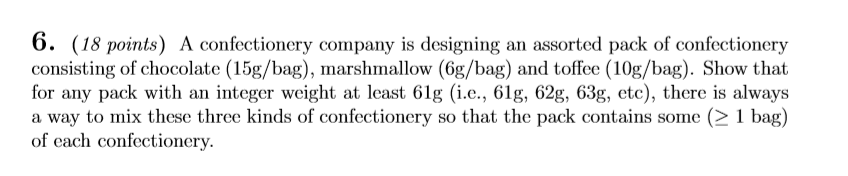 6. (18 points) A confectionery company is designing an assorted pack of confectionery
consisting of chocolate (15g/bag), marshmallow (6g/bag) and toffee (10g/bag). Show that
for any pack with an integer weight at least 61g (i.e., 61g, 62g, 63g, etc), there is always
a way to mix these three kinds of confectionery so that the pack contains some (≥ 1 bag)
of each confectionery.